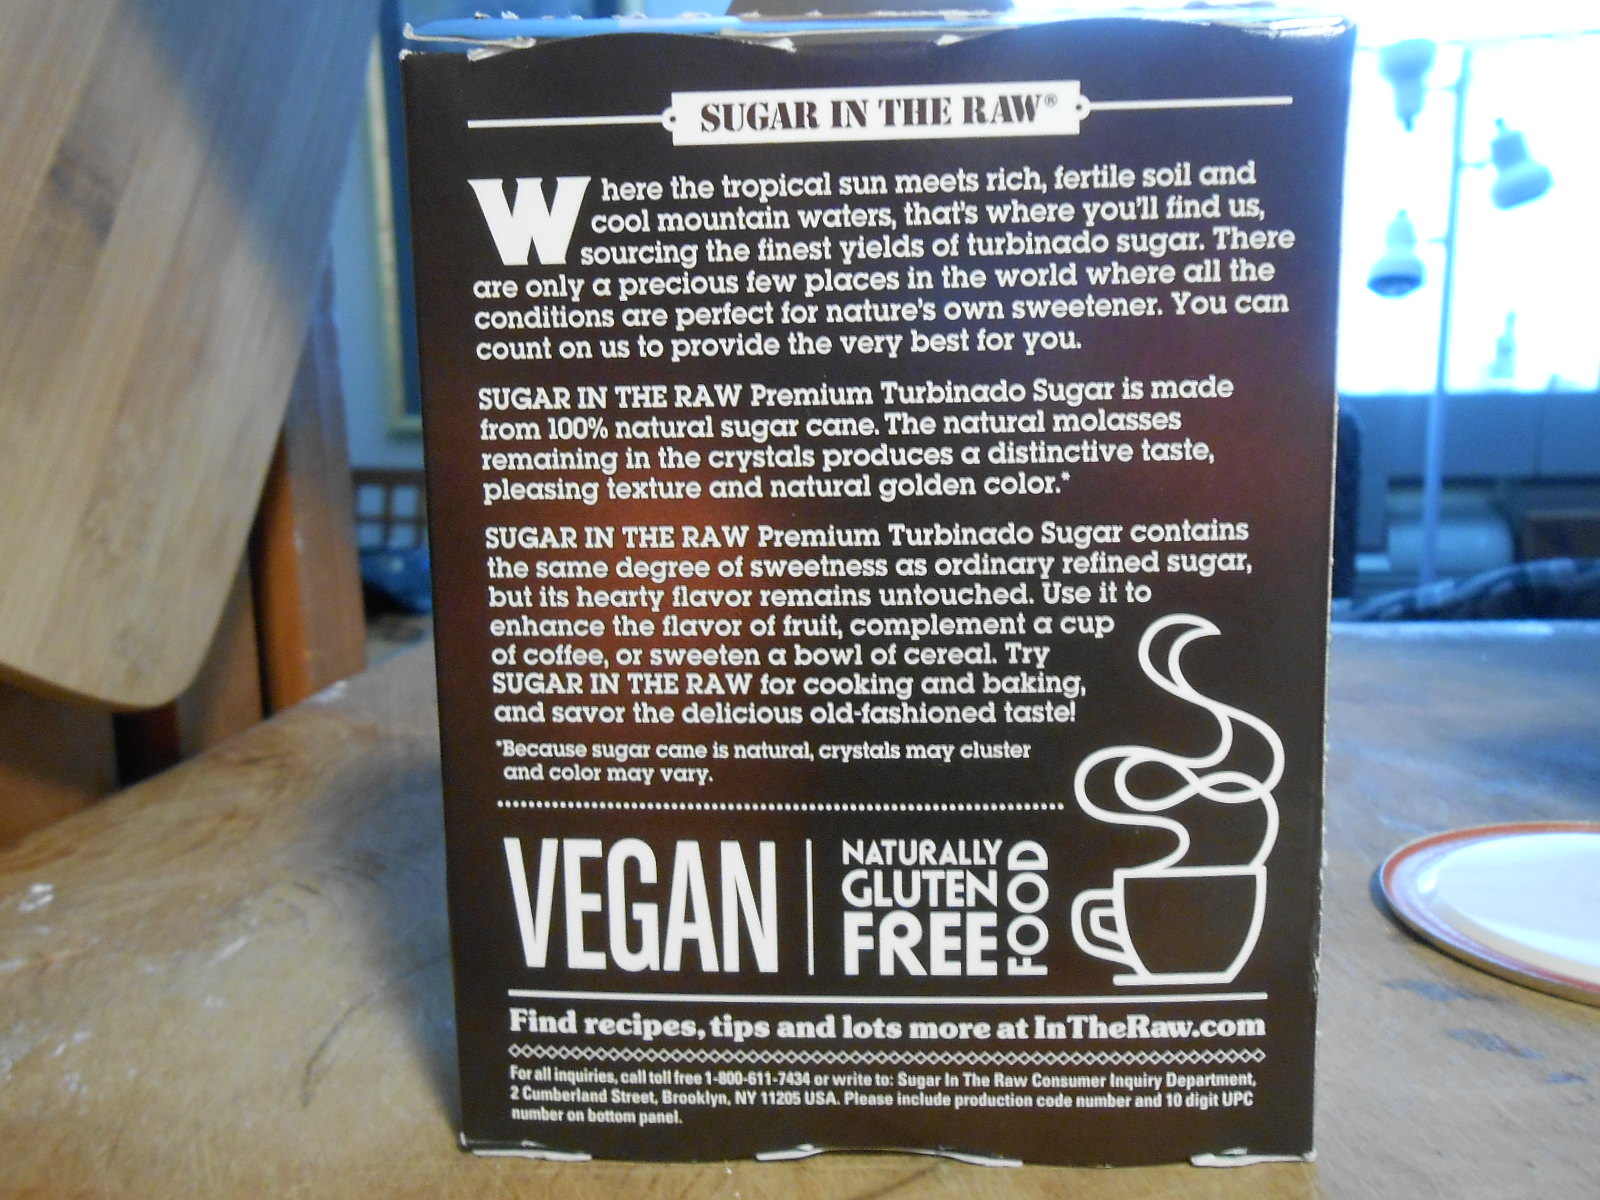 SUGAR IN THE RAW®
Where the tropical sun meets rich, fertile soil and
cool mountain waters, that's where you'll find us,
sourcing the finest yields of turbinado sugar. There
are only a precious few places in the world where all the
conditions are perfect for nature's own sweetener. You can
count on us to provide the very best for you.
SUGAR IN THE RAW Premium Turbinado Sugar is made
from 100% natural sugar cane. The natural molasses
remaining in the crystals produces a distinctive taste,
pleasing texture and natural golden color.*
SUGAR IN THE RAW Premium Turbinado Sugar contains
the same degree of sweetness as ordinary refined sugar,
but its hearty flavor remains untouched. Use it to
enhance the flavor of fruit, complement a cup
of coffee, or sweeten a bowl of cereal. Try
SUGAR IN THE RAW for cooking and baking,
and savor the delicious old-fashioned taste!
*Because sugar cane is natural, crystals may cluster
and color may vary.
VEGAN
NATURALLY
GLUTEN
FREE
FOOD
Find recipes, tips and lots more at InTheRaw.com
For all inquiries, call toll free 1-800-611-7434 or write to: Sugar In The Raw Consumer Inquiry Department,
2 Cumberland Street, Brooklyn, NY 11205 USA. Please include production code number and 10 digit UPC
number on bottom panel.